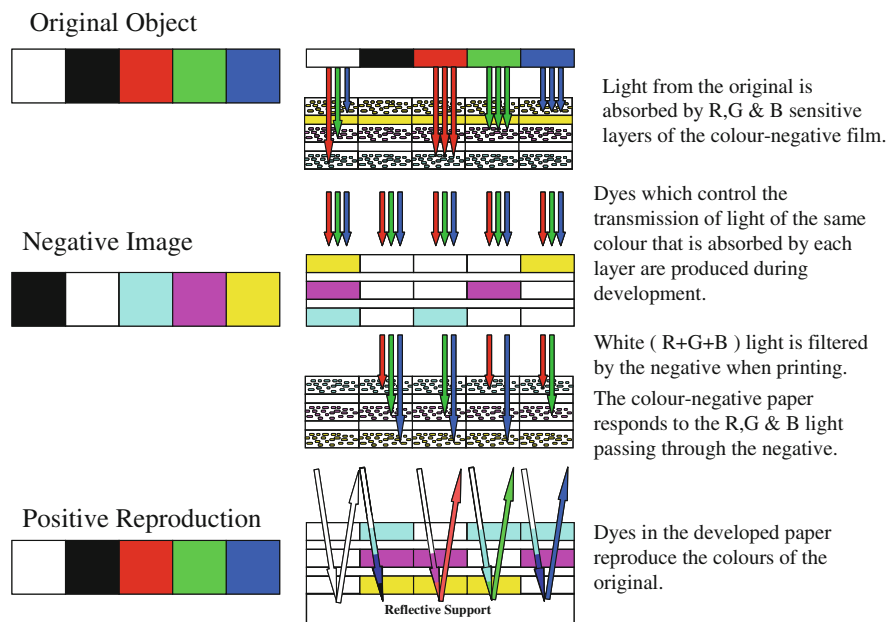 Original Object
Light from the original is
absorbed by R,G & B sensitive
layers of the colour-negative film.
Dyes which control the
transmission of light of the same
colour that is absorbed by each
layer are produced during
development.
Negative Image
White ( R+G+B ) light is filtered
by the negative when printing.
The colour-negative paper
responds to the R,G & B light
passing through the negative.
Positive Reproduction
Dyes in the developed paper
reproduce the colours of the
original.
Reflective Support